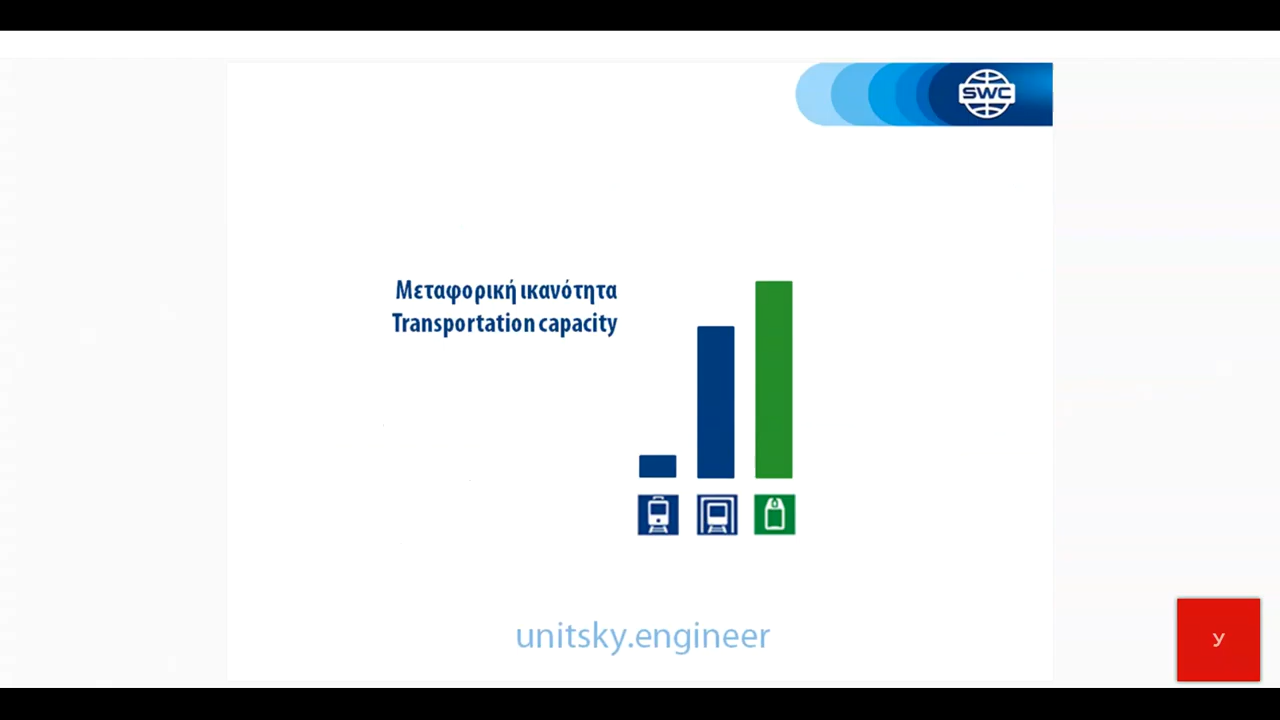 SWC
Μεταφορική ικανότητα
Transportation capacity
unitsky.engineer
У